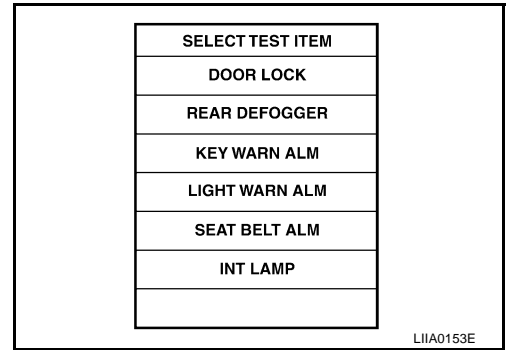 SELECT TEST ITEM
DOOR LOCK
REAR DEFOGGER
KEY WARN ALM
LIGHT WARN ALM
SEAT BELT ALM
INT LAMP
LIIA0153E